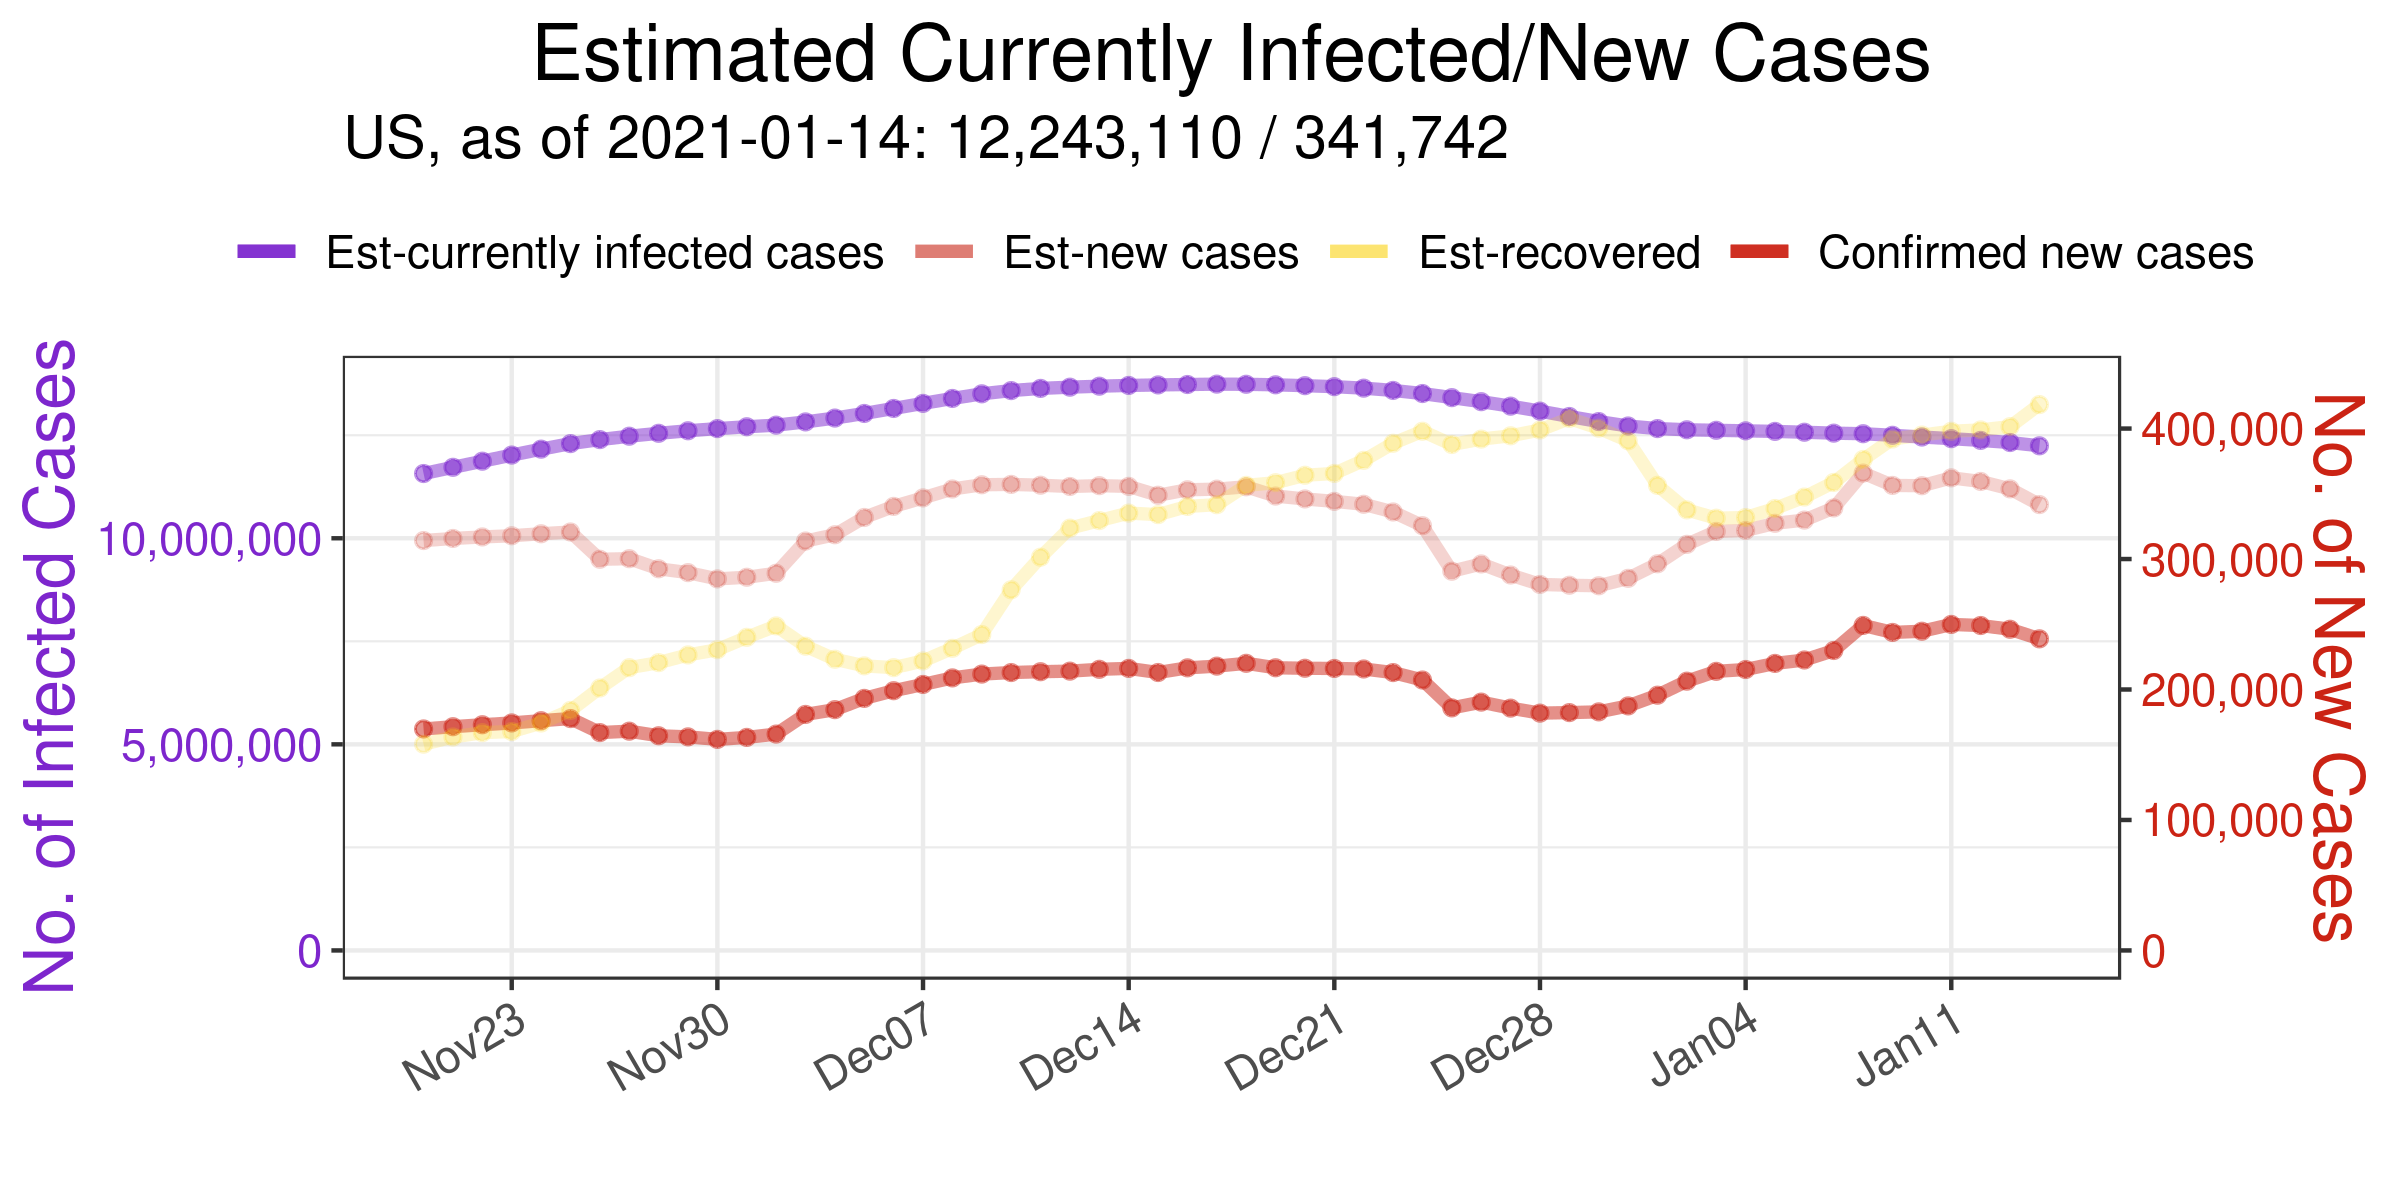 Estimated Currently Infected/New Cases
US, as of 2021-01-14: 12,243,110 / 341,742
Est-currently infected cases Est-new cases Est-recovered Confirmed new cases
No. of Infected Cases
10,000,000
5,000,000
0
400,000
300,000
200,000
100,000
0
No. of New Cases
Nov23 Nov30 Dec07 Dec14 Dec21 Dec28 Jan04 Jan11